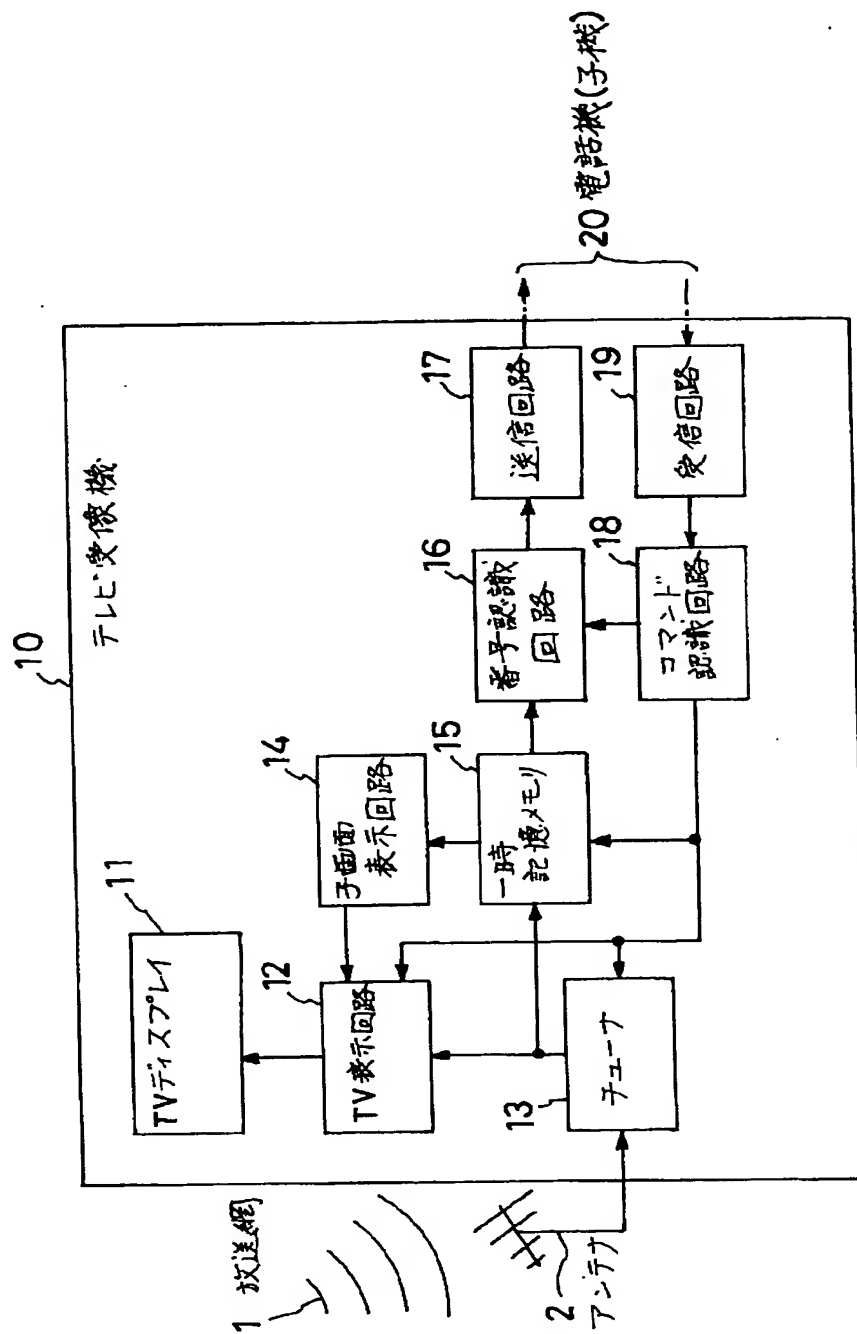 10
テレビ受像機
1 放送網
2
アンテナ
11
TVディスプレイ
12
TV表示回路
13
チューナ
14
子画面
表示回路
15
一時
記憶メモリ
16
番号認識
回路
17
送信回路
18
コマンド
認識回路
19
受信回路
20 電話機(子機)